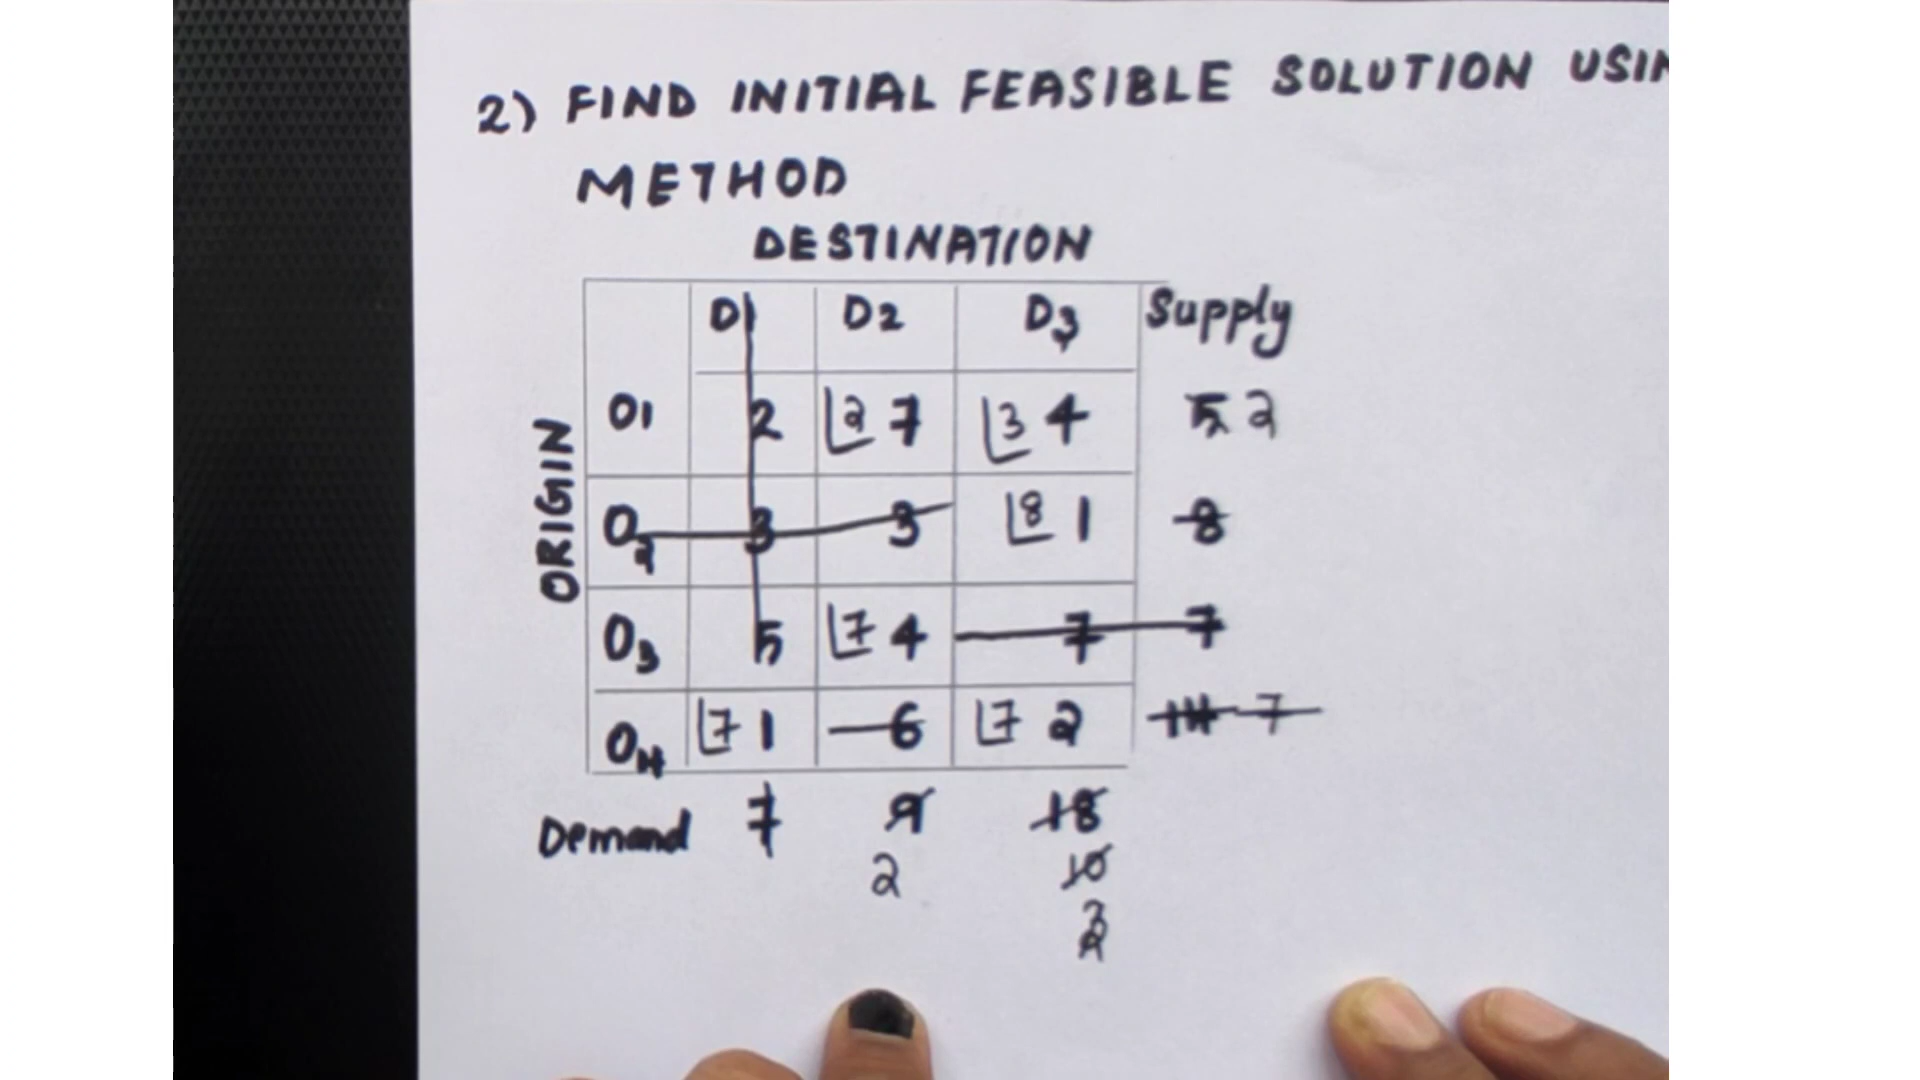 2) FIND INITIAL FEASIBLE SOLUTION USIN
METHOD
DESTINATION
ORIGIN
D1 D2 D3 Supply
O1 2 2 7 3 4 5 2
O2 3 3 8 1 8
O3 5 7 4 7 7
O4 7 1 6 7 2 14 7
Demand 7 9 18
2 10
3